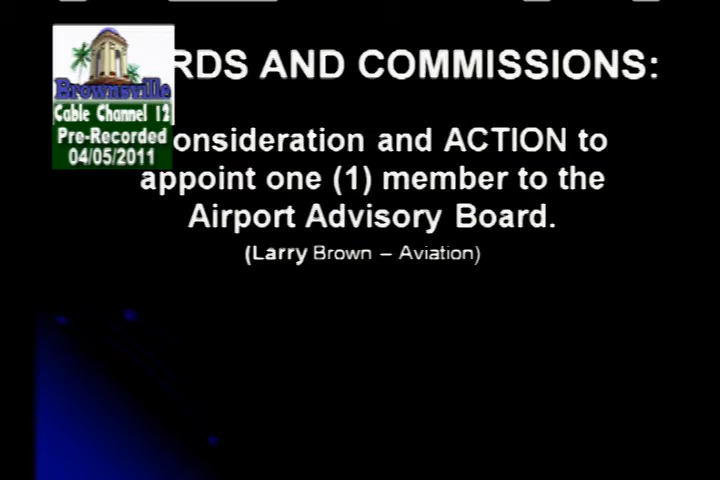 RDS AND COMMISSIONS:
Brownsville
Cable Channel 12
Pre-Recorded
04/05/2011
onsideration and ACTION to
appoint one (1) member to the
Airport Advisory Board.
(Larry Brown – Aviation)